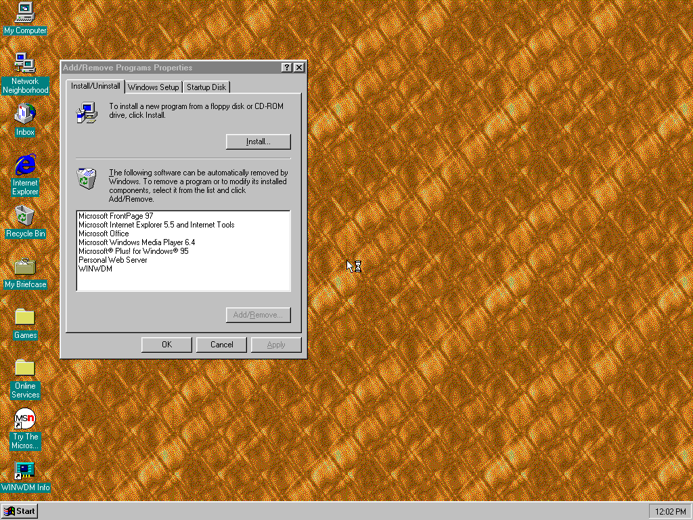 My Computer
Network
Neighborhood
Inbox
Internet
Explorer
Recycle Bin
My Briefcase
Games
Online
Services
MSN
Try The
Micros...
WINWDM Info
Add/Remove Programs Properties
Install/Uninstall
Windows Setup
Startup Disk
To install a new program from a floppy disk or CD-ROM
drive, click Install.
Install...
The following software can be automatically removed by
Windows. To remove a program or to modify its installed
components, select it from the list and click
Add/Remove.
Microsoft FrontPage 97
Microsoft Internet Explorer 5.5 and Internet Tools
Microsoft Office
Microsoft Windows Media Player 6.4
Microsoft® Plus! for Windows® 95
Personal Web Server
WINWDM
Add/Remove...
OK
Cancel
Apply
Start
12:02 PM